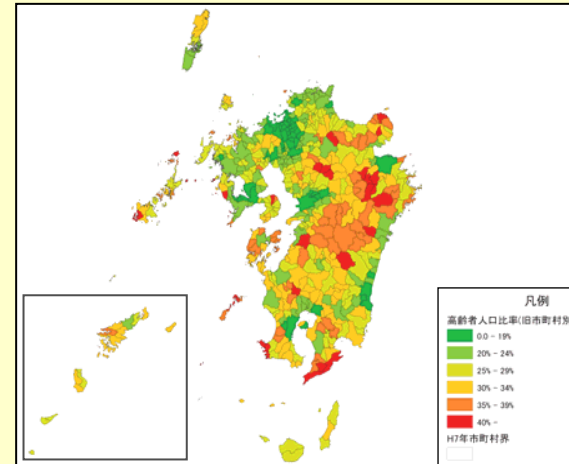 凡例
高齢者人口比率(旧市町村別
0.0 - 19%
20% - 24%
25% - 29%
30% - 34%
35% - 39%
40% -
H7年市町村界